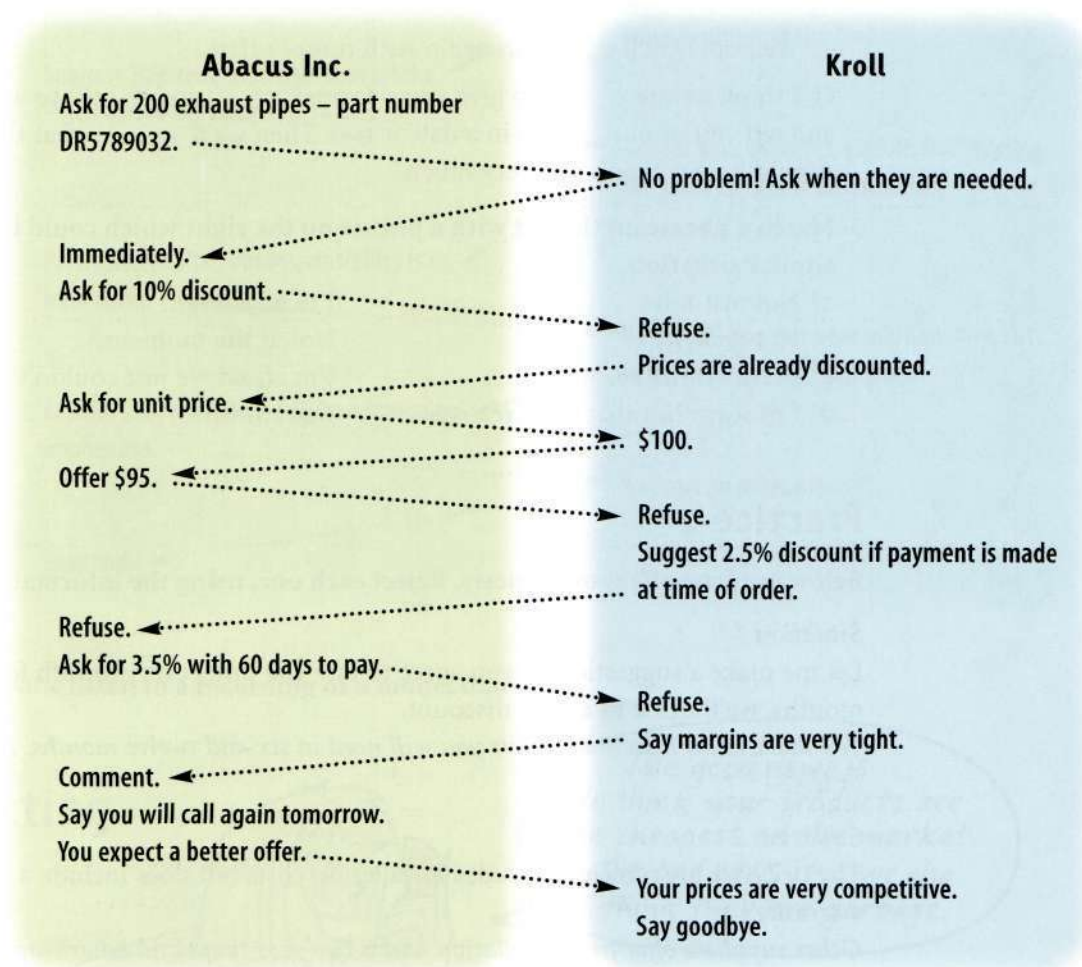 Abacus Inc.
Kroll
Ask for 200 exhaust pipes – part number
DR5789032.
No problem! Ask when they are needed.
Immediately.
Ask for 10% discount.
Refuse.
Prices are already discounted.
Ask for unit price.
$100.
Offer $95.
Refuse.
Suggest 2.5% discount if payment is made
at time of order.
Refuse.
Ask for 3.5% with 60 days to pay.
Refuse.
Say margins are very tight.
Comment.
Say you will call again tomorrow.
You expect a better offer.
Your prices are very competitive.
Say goodbye.